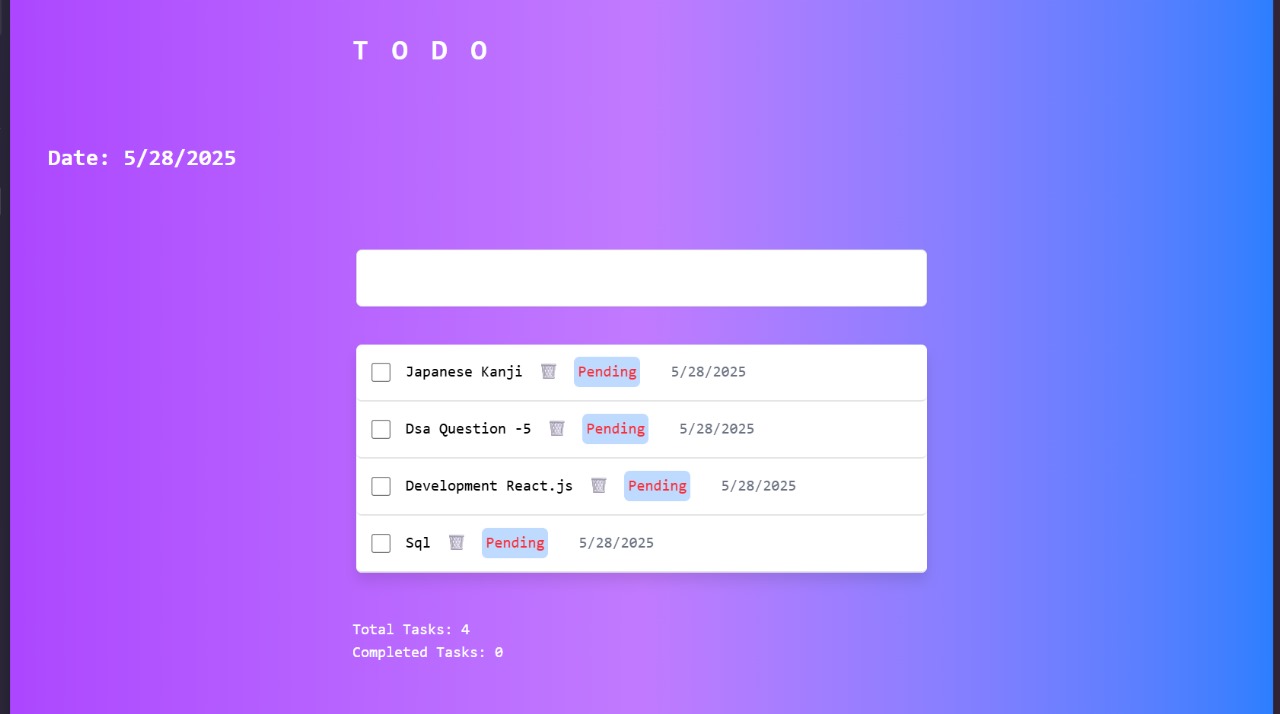 T O D O
Date: 5/28/2025
Japanese Kanji Pending 5/28/2025
Dsa Question -5 Pending 5/28/2025
Development React.js Pending 5/28/2025
Sql Pending 5/28/2025
Total Tasks: 4
Completed Tasks: 0